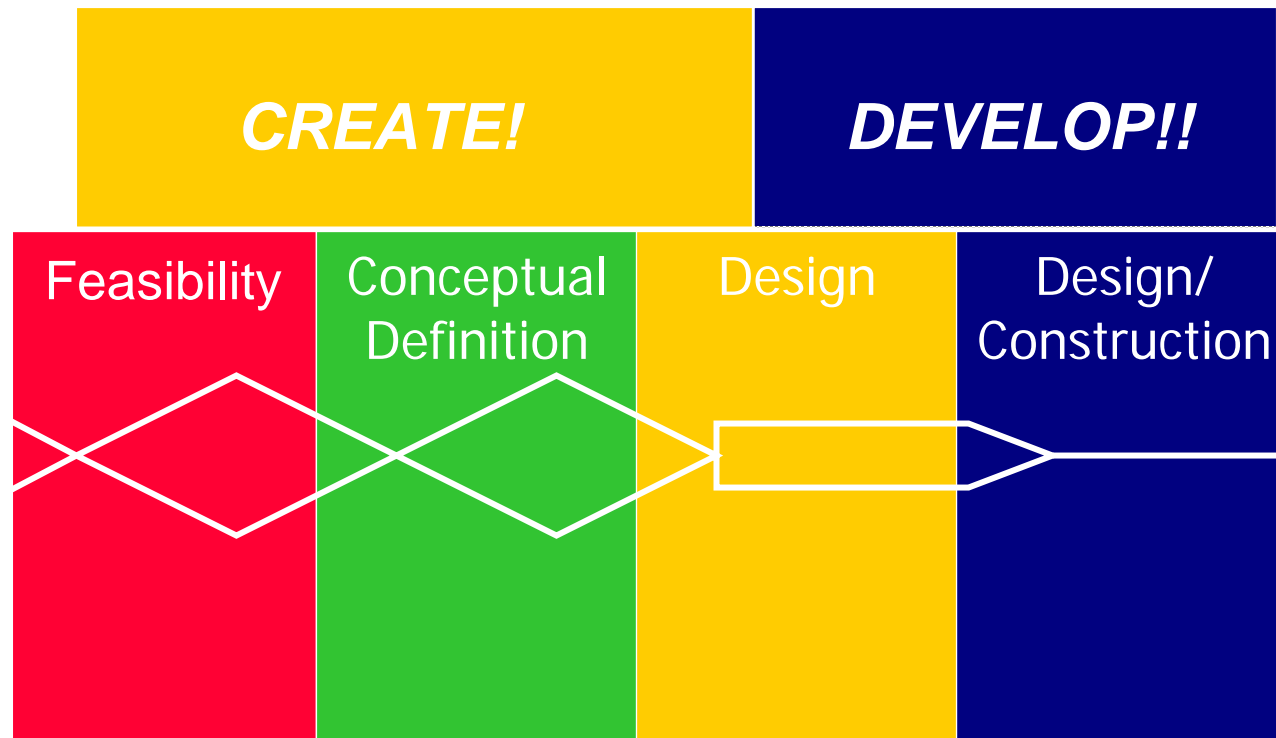 CREATE!
DEVELOP!!
Feasibility
Conceptual
Definition
Design
Design/
Construction